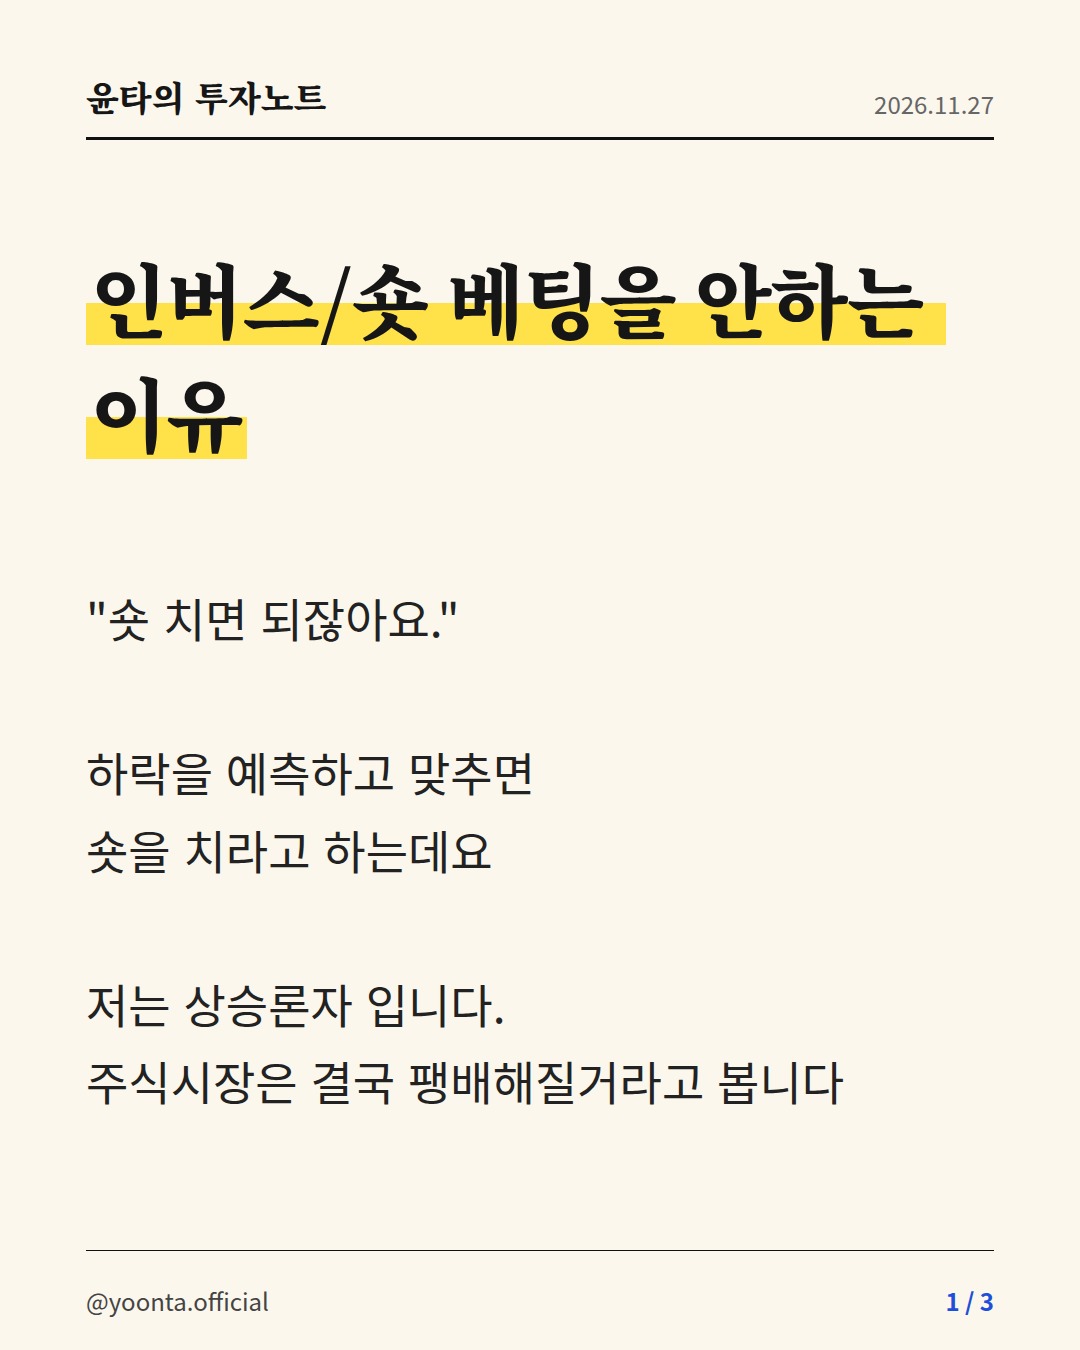 윤타의 투자노트
2026.11.27
인버스/숏 베팅을 안하는
이유
"숏 치면 되잖아요."
하락을 예측하고 맞추면
숏을 치라고 하는데요
저는 상승론자 입니다.
주식시장은 결국 팽배해질거라고 봅니다
@yoonta.official
1 / 3